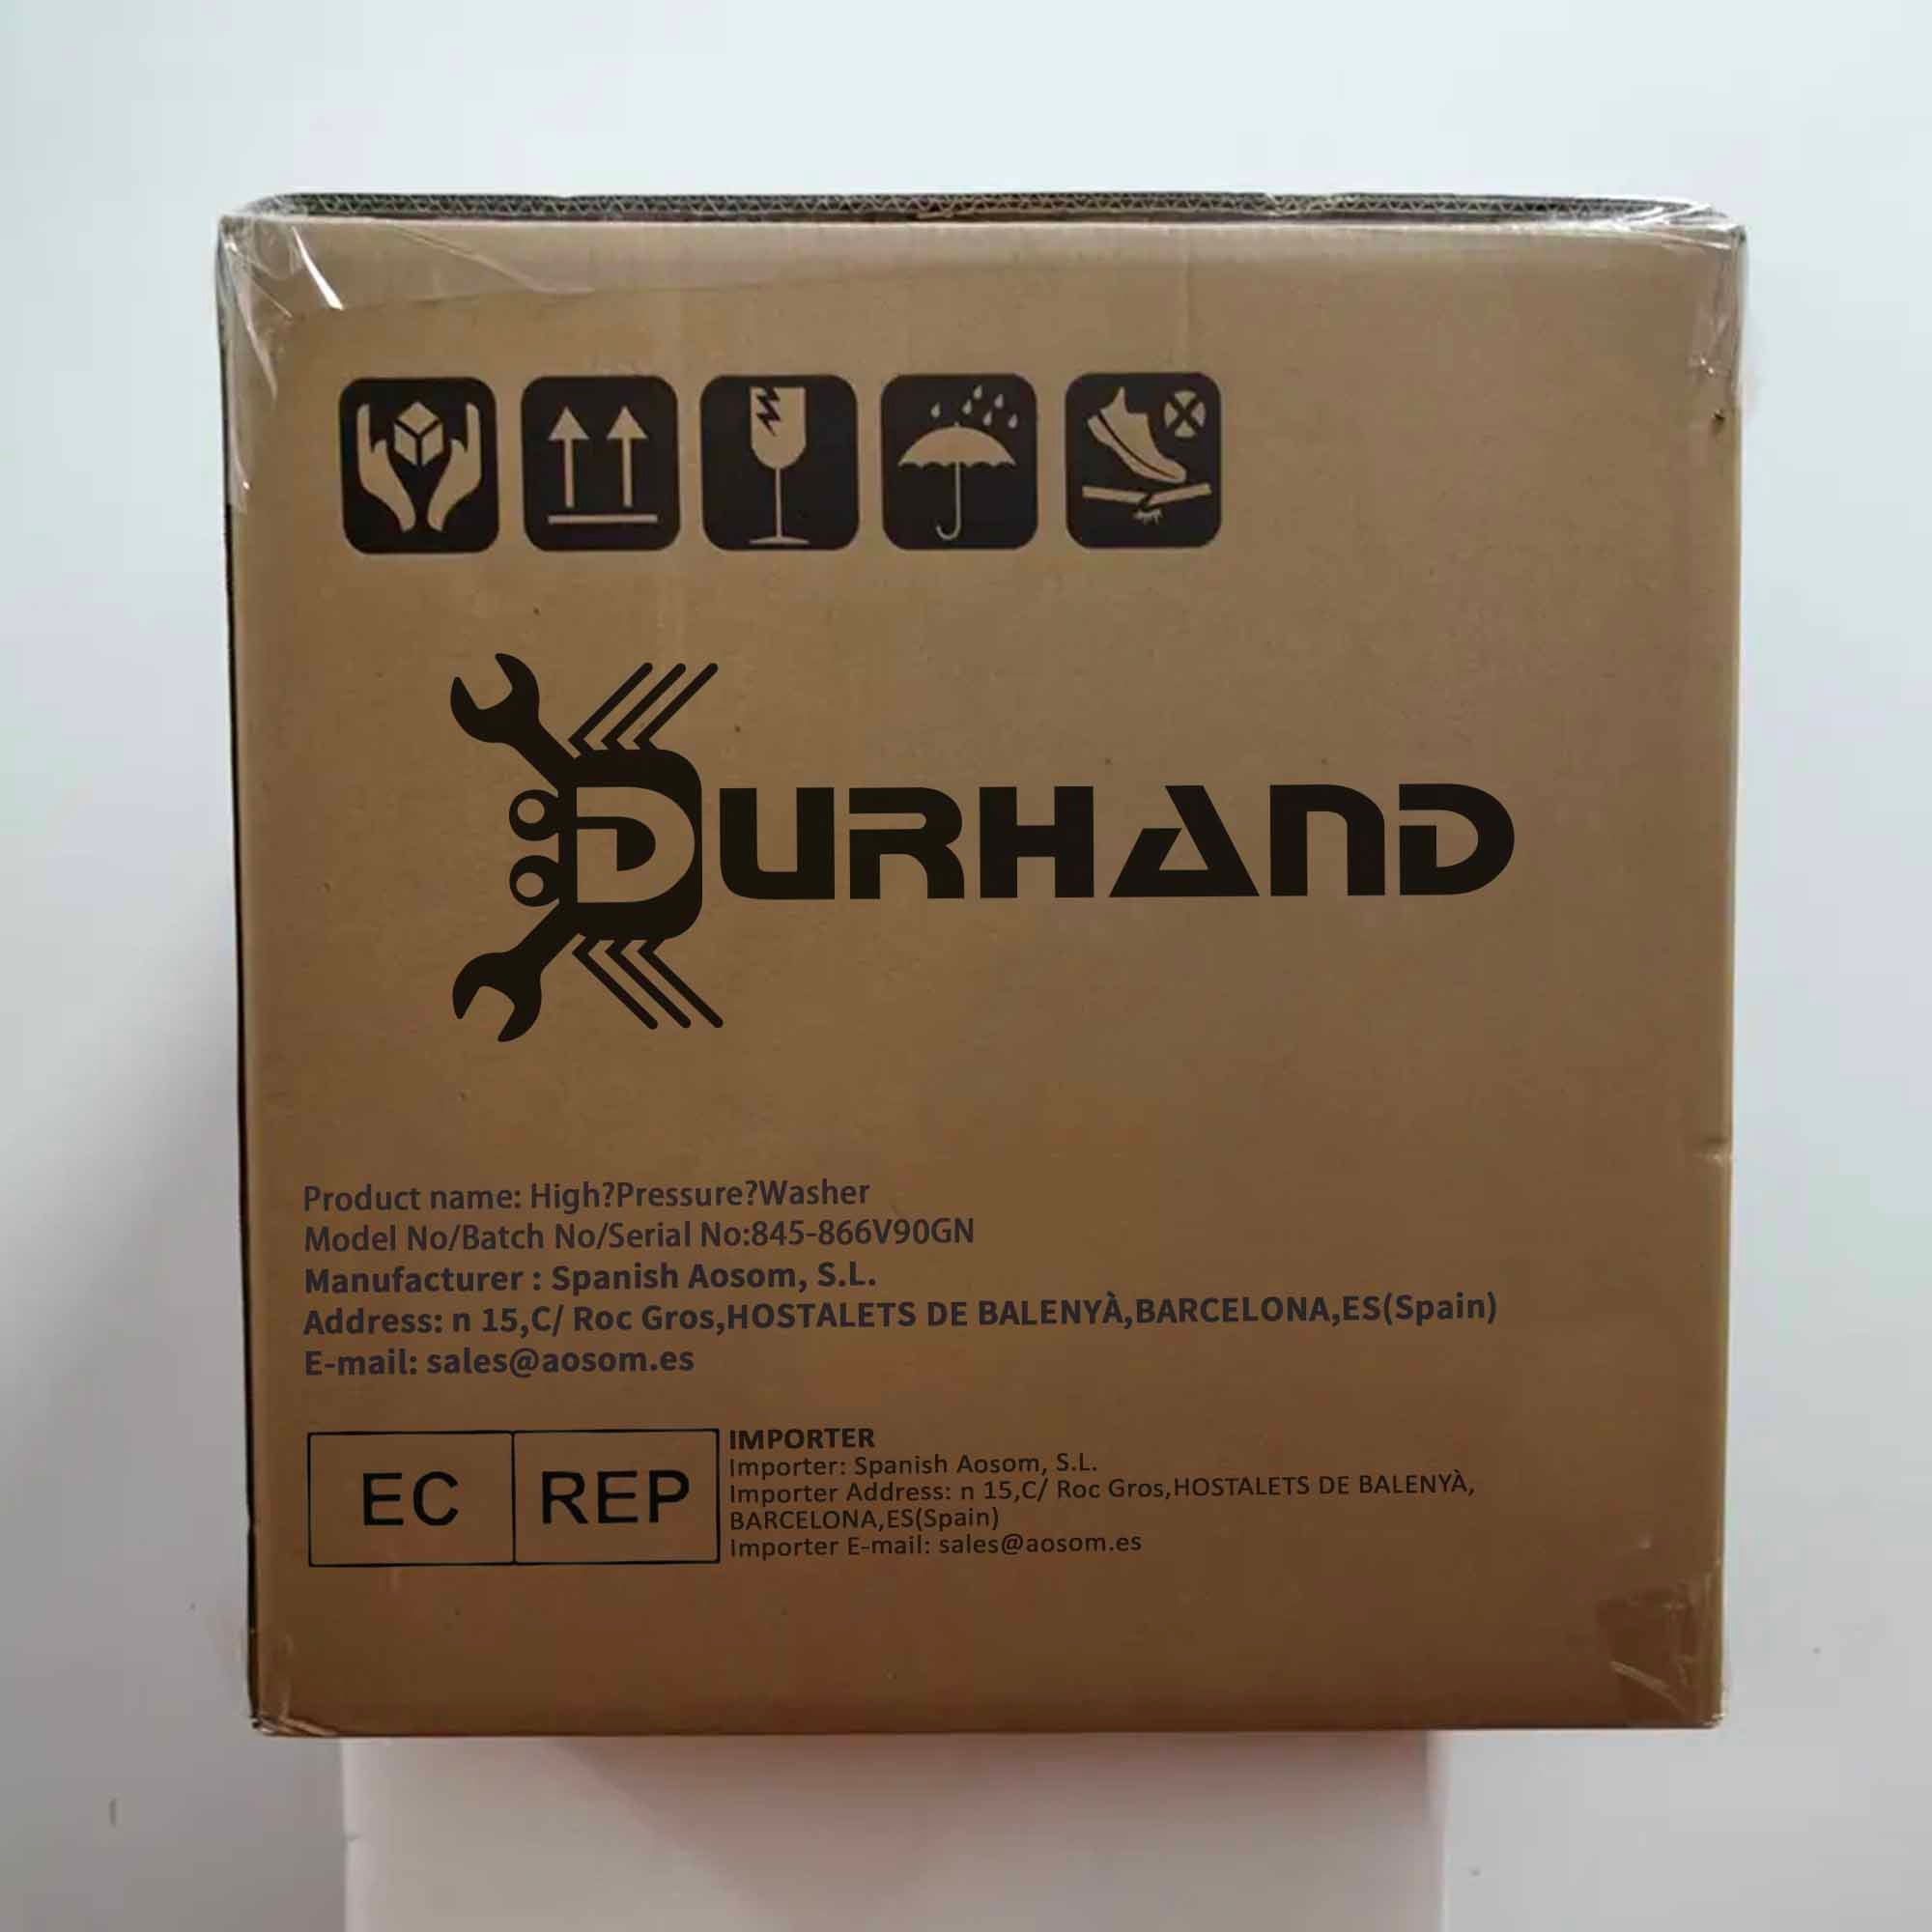 DURHAND
Product name: High?Pressure?Washer
Model No/Batch No/Serial No:845-866V90GN
Manufacturer : Spanish Aosom, S.L.
Address: n 15,C/ Roc Gros,HOSTALETS DE BALENYÀ,BARCELONA,ES(Spain)
E-mail: sales@aosom.es
EC REP
IMPORTER
Importer: Spanish Aosom, S.L.
Importer Address: n 15,C/ Roc Gros,HOSTALETS DE BALENYÀ,
BARCELONA,ES(Spain)
Importer E-mail: sales@aosom.es